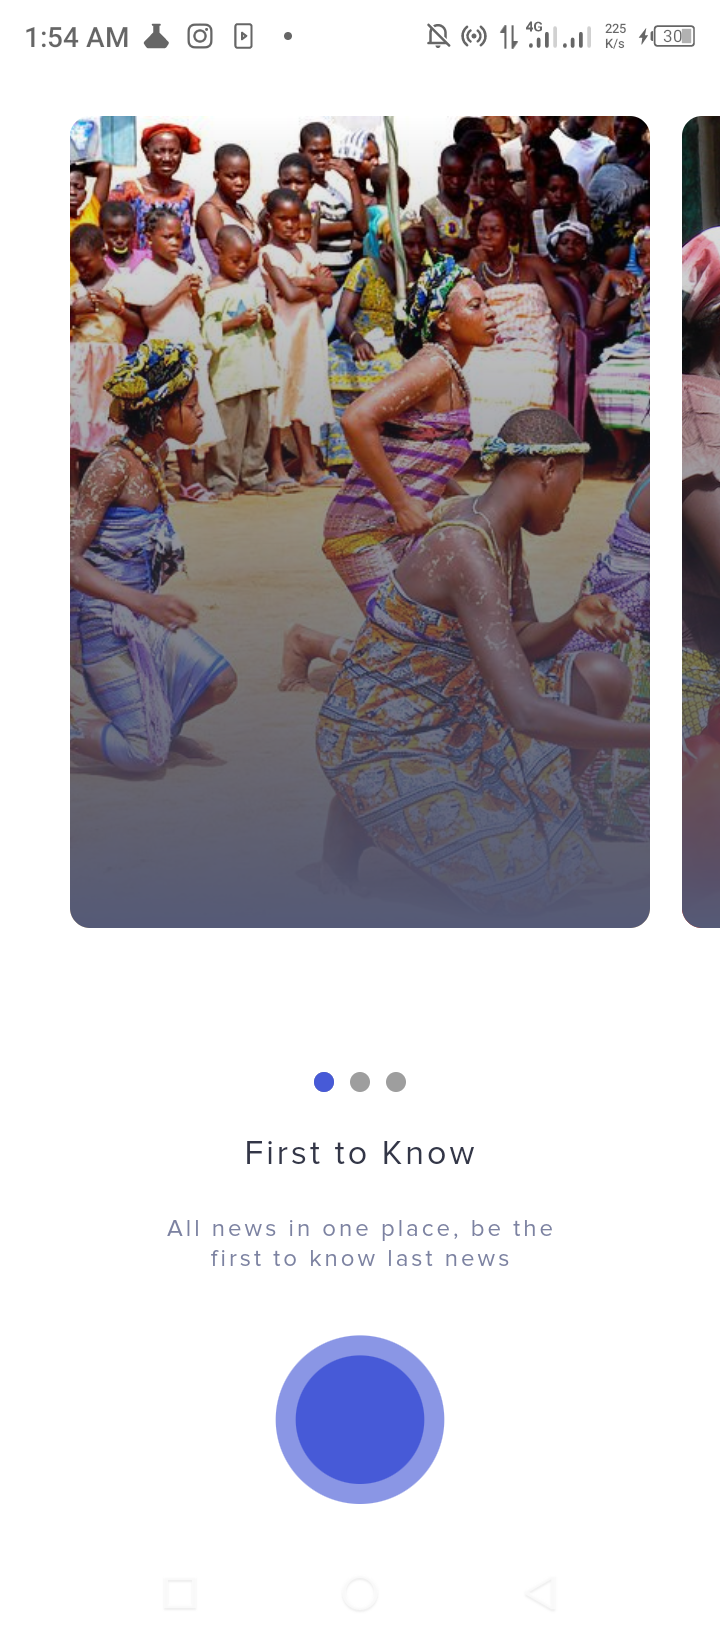 1:54 AM
4G
225
K/s
30
First to Know
All news in one place, be the
first to know last news